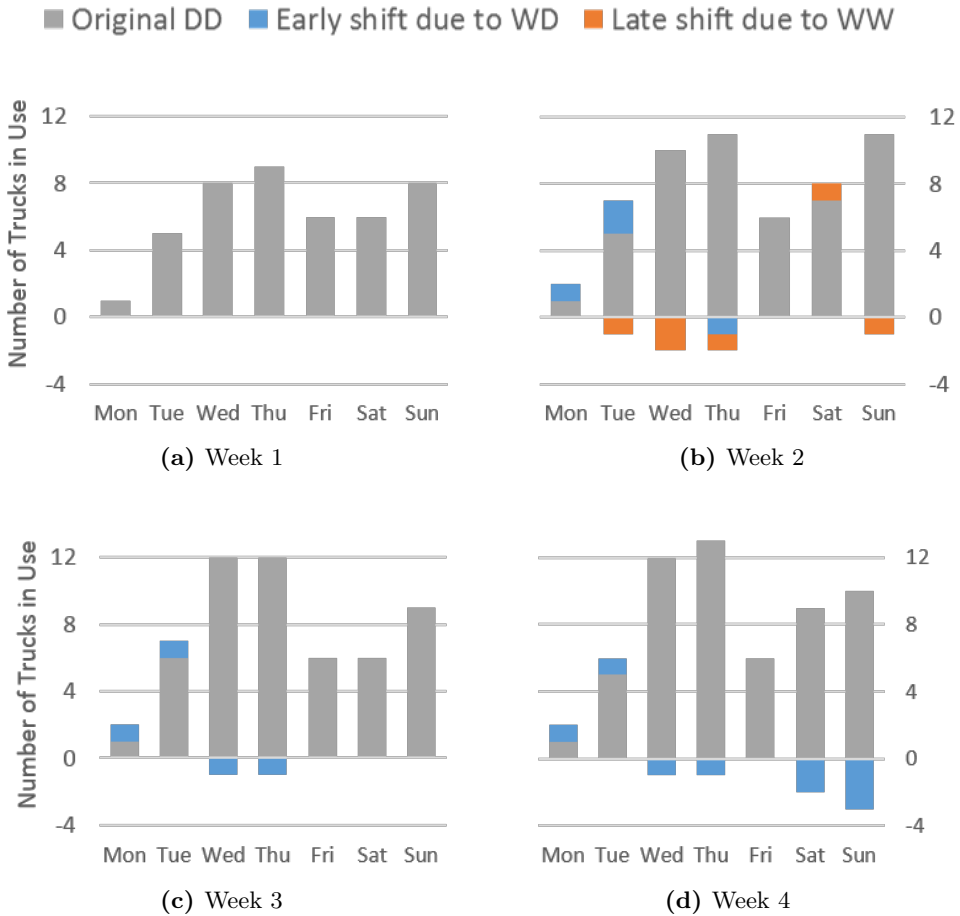 Original DD Early shift due to WD Late shift due to WW
Number of Trucks in Use
12
8
4
0
-4
Mon Tue Wed Thu Fri Sat Sun
(a) Week 1
12
8
4
0
-4
Mon Tue Wed Thu Fri Sat Sun
(b) Week 2
Number of Trucks in Use
12
8
4
0
-4
Mon Tue Wed Thu Fri Sat Sun
(c) Week 3
12
8
4
0
-4
Mon Tue Wed Thu Fri Sat Sun
(d) Week 4